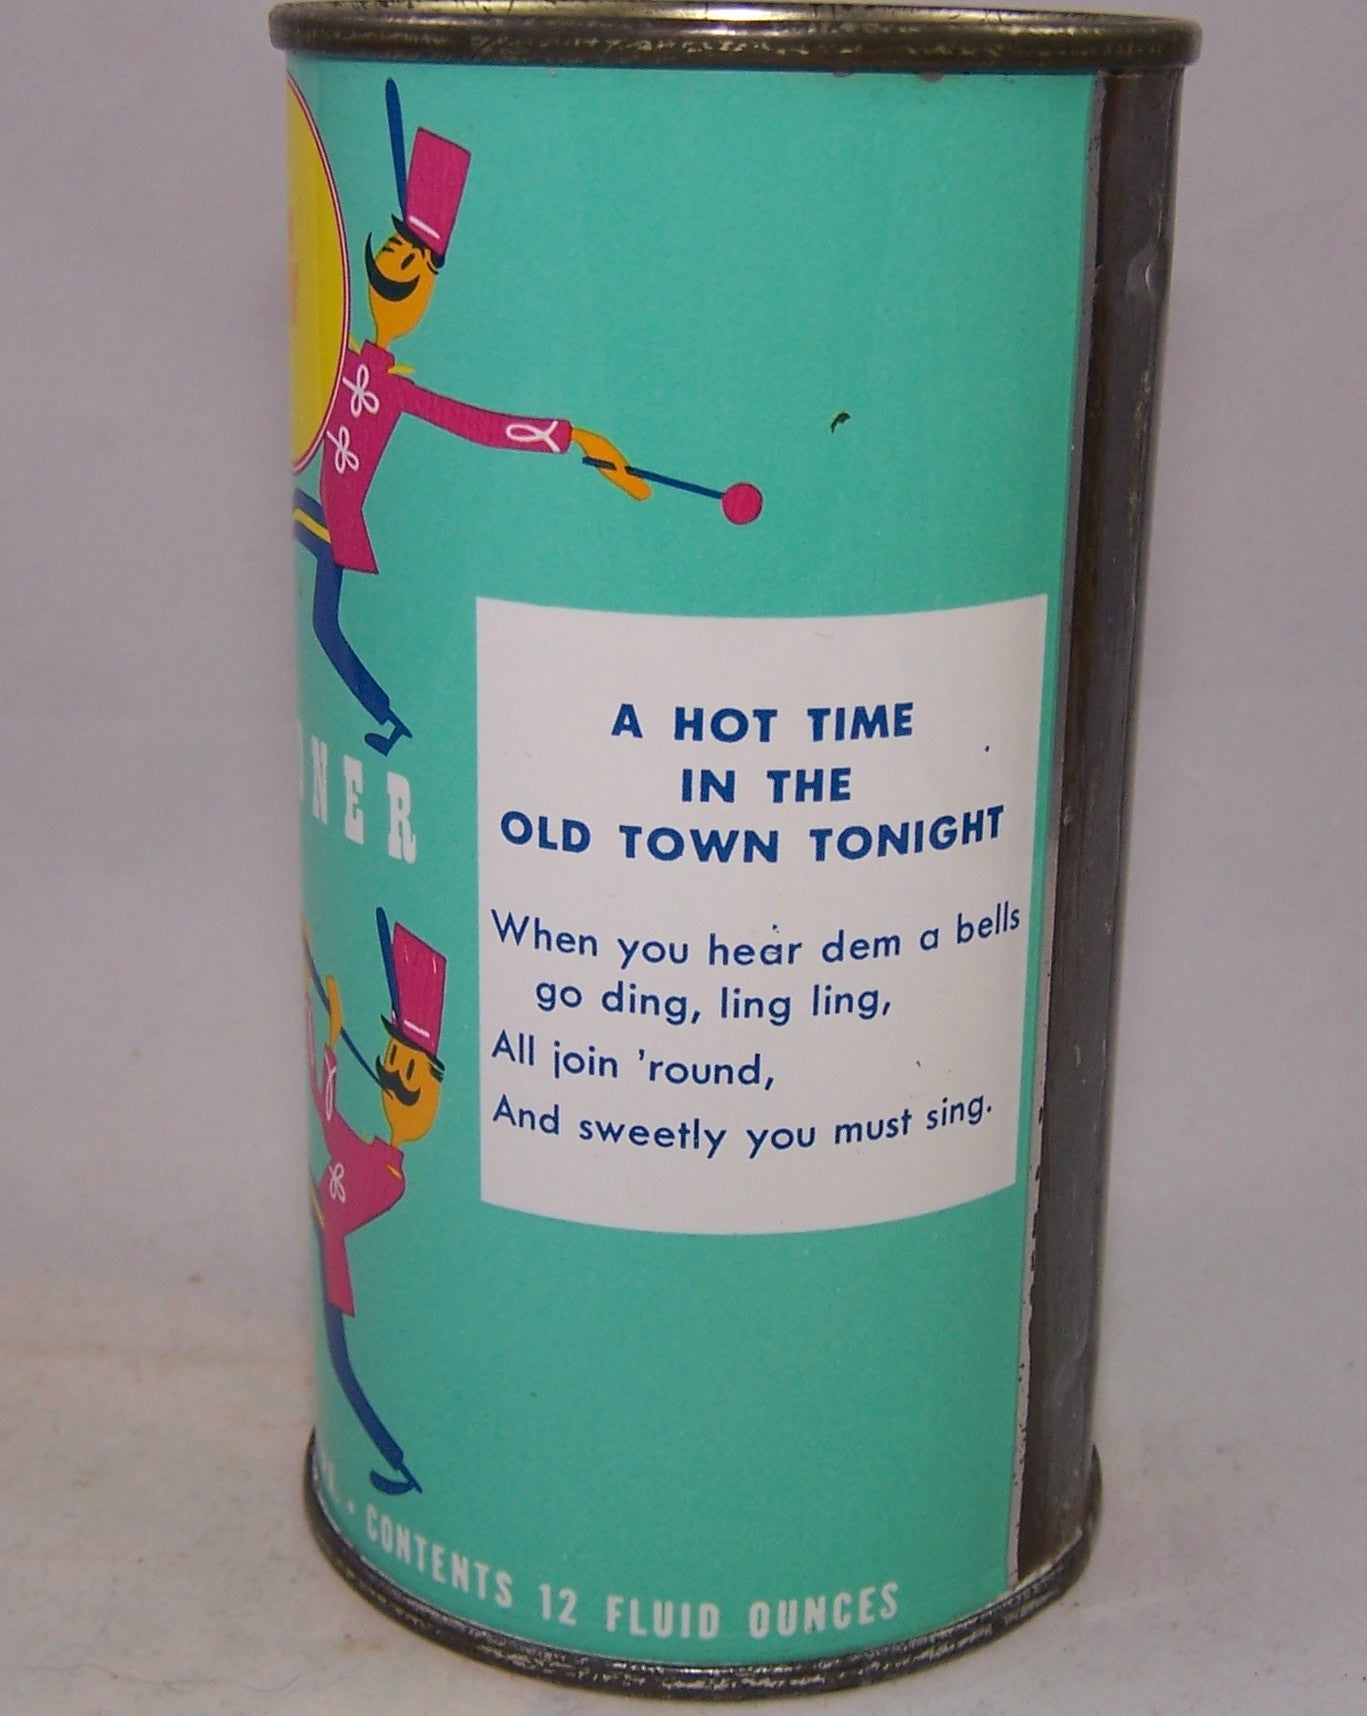 A HOT TIME
IN THE
OLD TOWN TONIGHT
When you hear dem a bells
go ding, ling ling,
All join 'round,
And sweetly you must sing.
NER
• CONTENTS 12 FLUID OUNCES